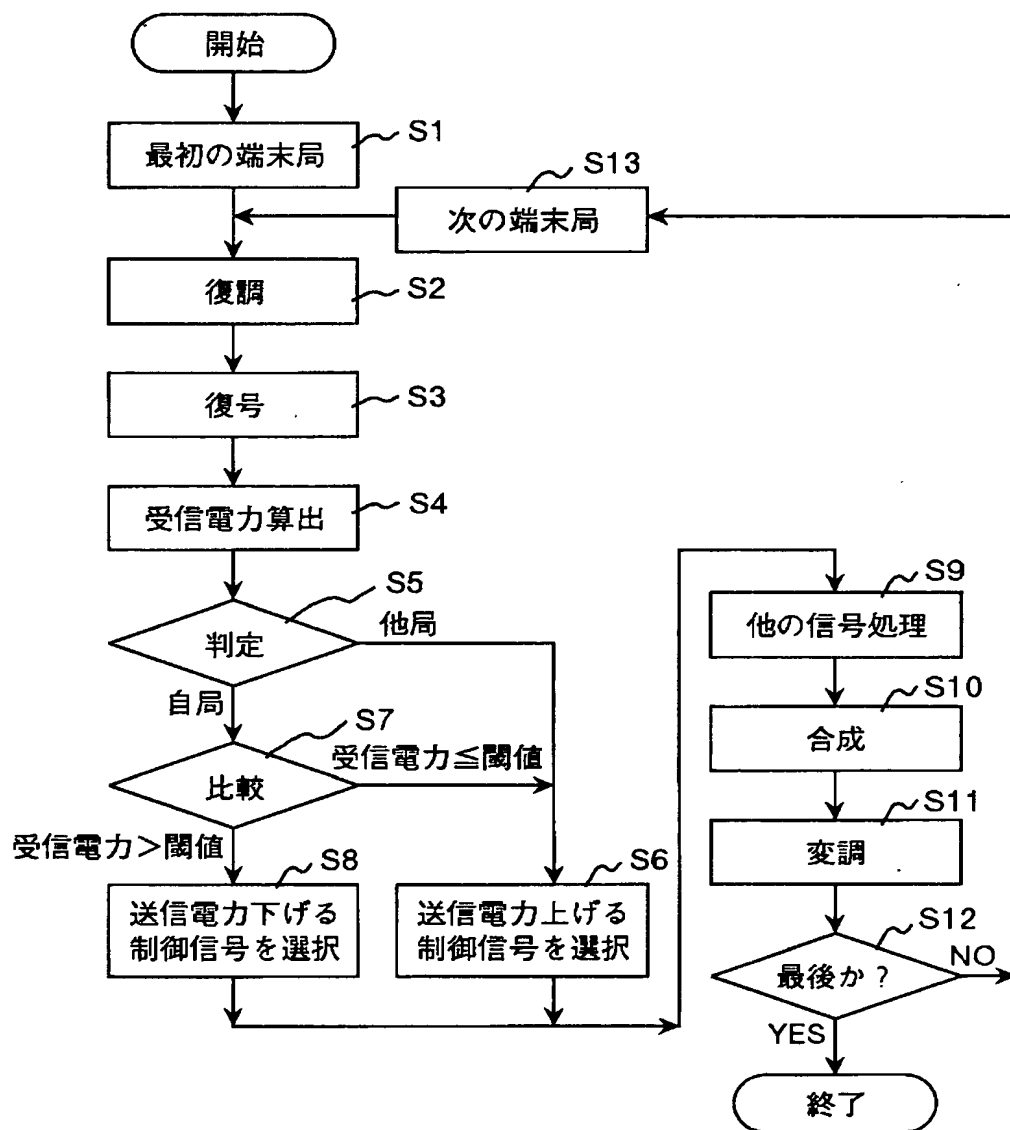 開始
S1
最初の端末局
S13
次の端末局
S2
復調
S3
復号
S4
受信電力算出
S5
判定
他局
自局
S7
比較
受信電力≦閾値
受信電力>閾値
S8
送信電力下げる
制御信号を選択
S6
送信電力上げる
制御信号を選択
S9
他の信号処理
S10
合成
S11
変調
S12
最後か?
NO
YES
終了